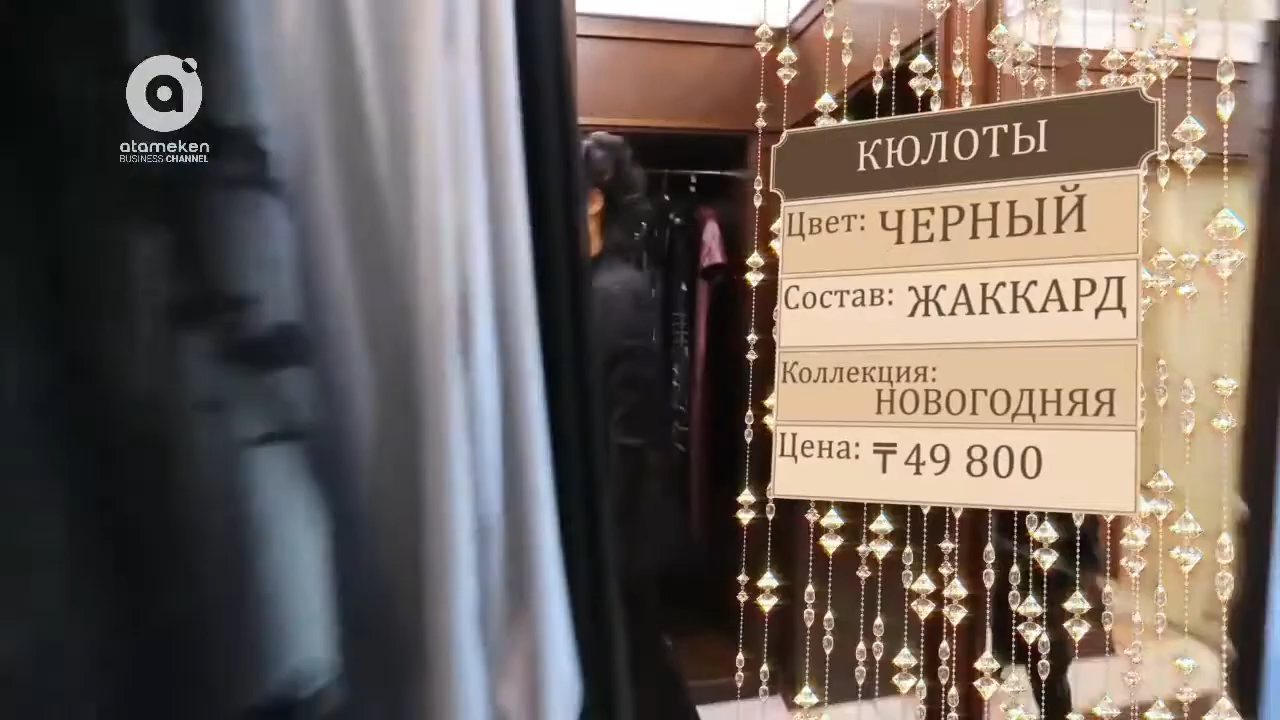 atameken
BUSINESS CHANNEL
КЮЛОТЫ
Цвет: ЧЕРНЫЙ
Состав: ЖАККАРД
Коллекция:
НОВОГОДНЯЯ
Цена: ₸49 800